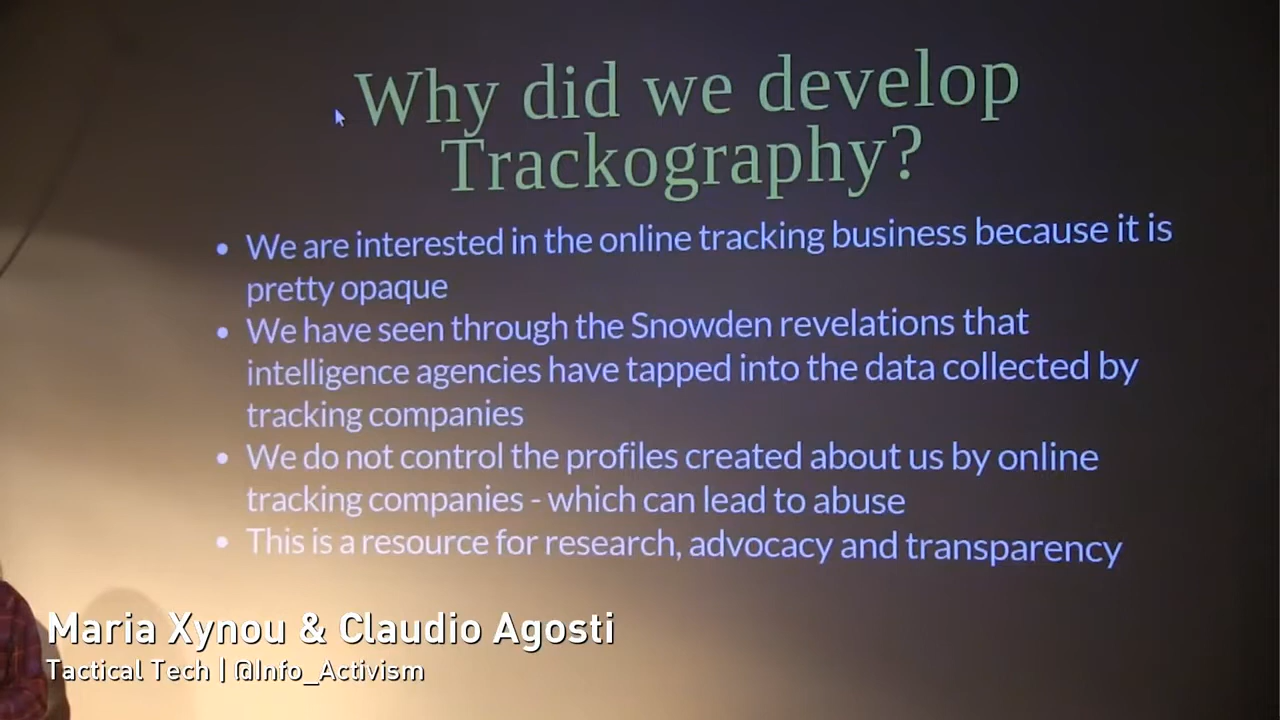 Why did we develop
Trackography?
• We are interested in the online tracking business because it is
pretty opaque
• We have seen through the Snowden revelations that
intelligence agencies have tapped into the data collected by
tracking companies
• We do not control the profiles created about us by online
tracking companies - which can lead to abuse
• This is a resource for research, advocacy and transparency
Maria Xynou & Claudio Agosti
Tactical Tech | @Info_Activism